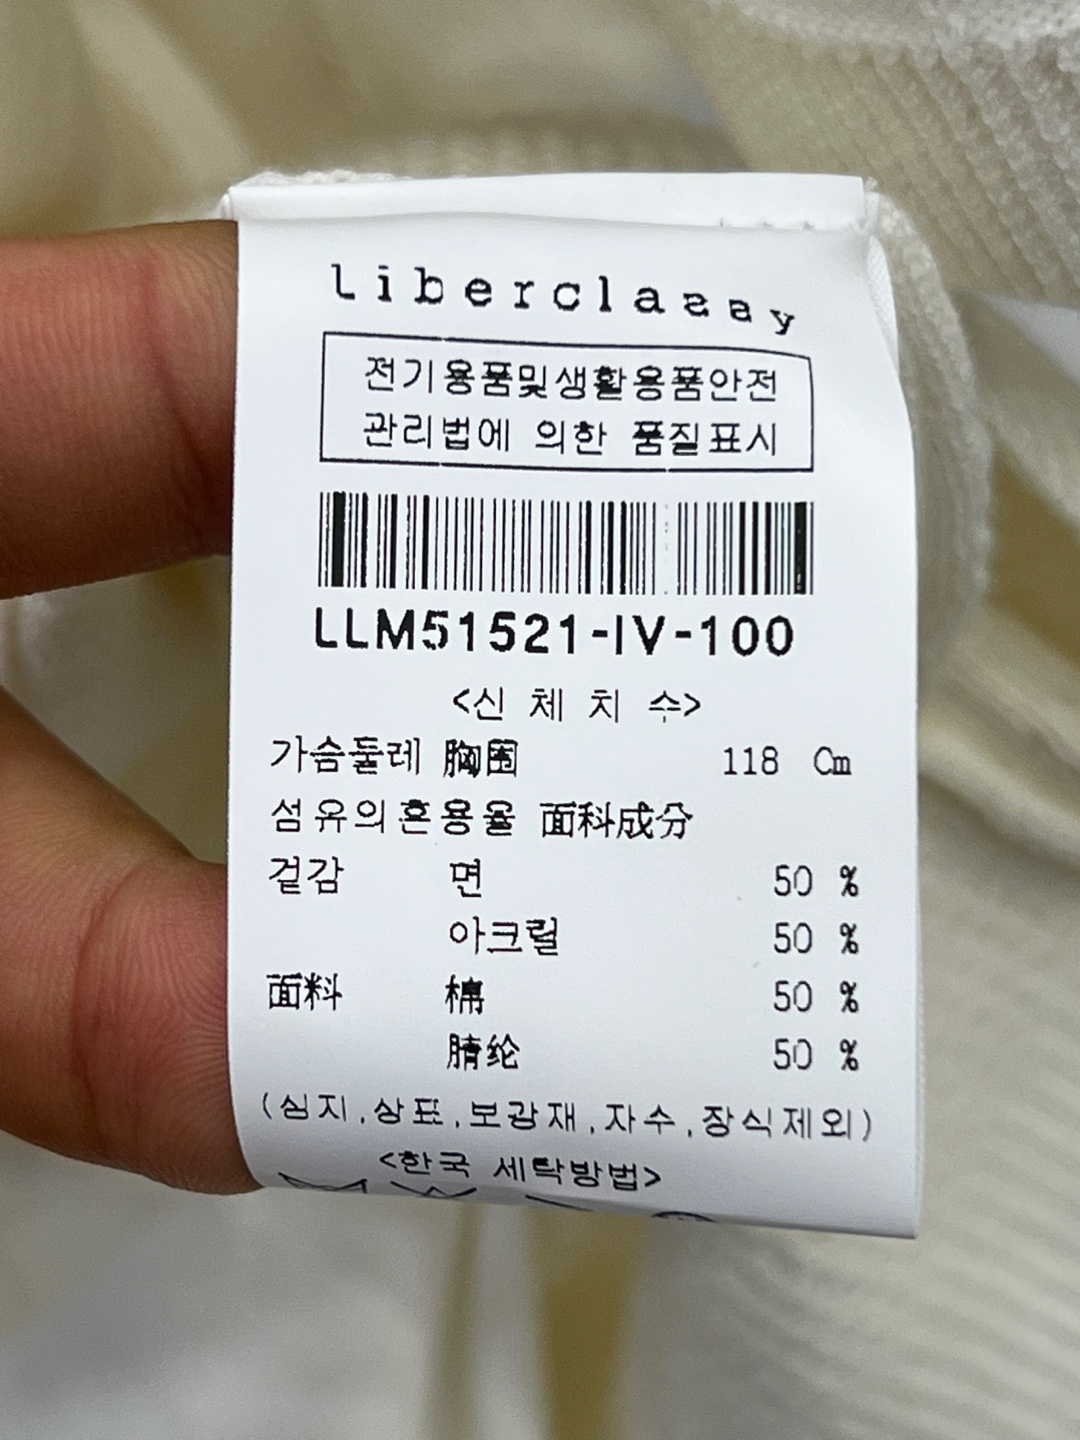 Liberclassy
전기용품및생활용품안전
관리법에 의한 품질표시
LLM51521-IV-100
<신 체 치 수>
가슴둘레 胸围 118 Cm
섬유의혼용율 面科成分
겉감 면 50 %
아크릴 50 %
面料 棉 50 %
腈纶 50 %
(심지,상표,보강재,자수,장식제외)
<한국 세탁방법>